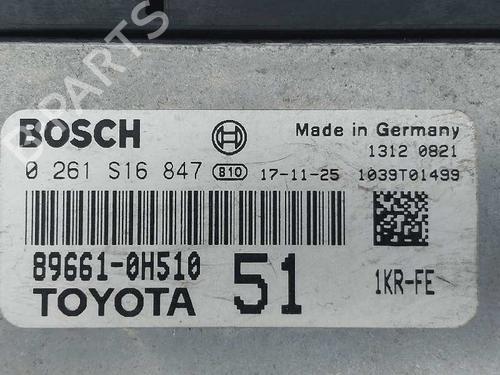 PARTS
BOSCH
Made in Germany
1312 0821
0 261 S16 847 B10 17-11-25 1039T01499
89661-0H510
51
1KR-FE
TOYOTA